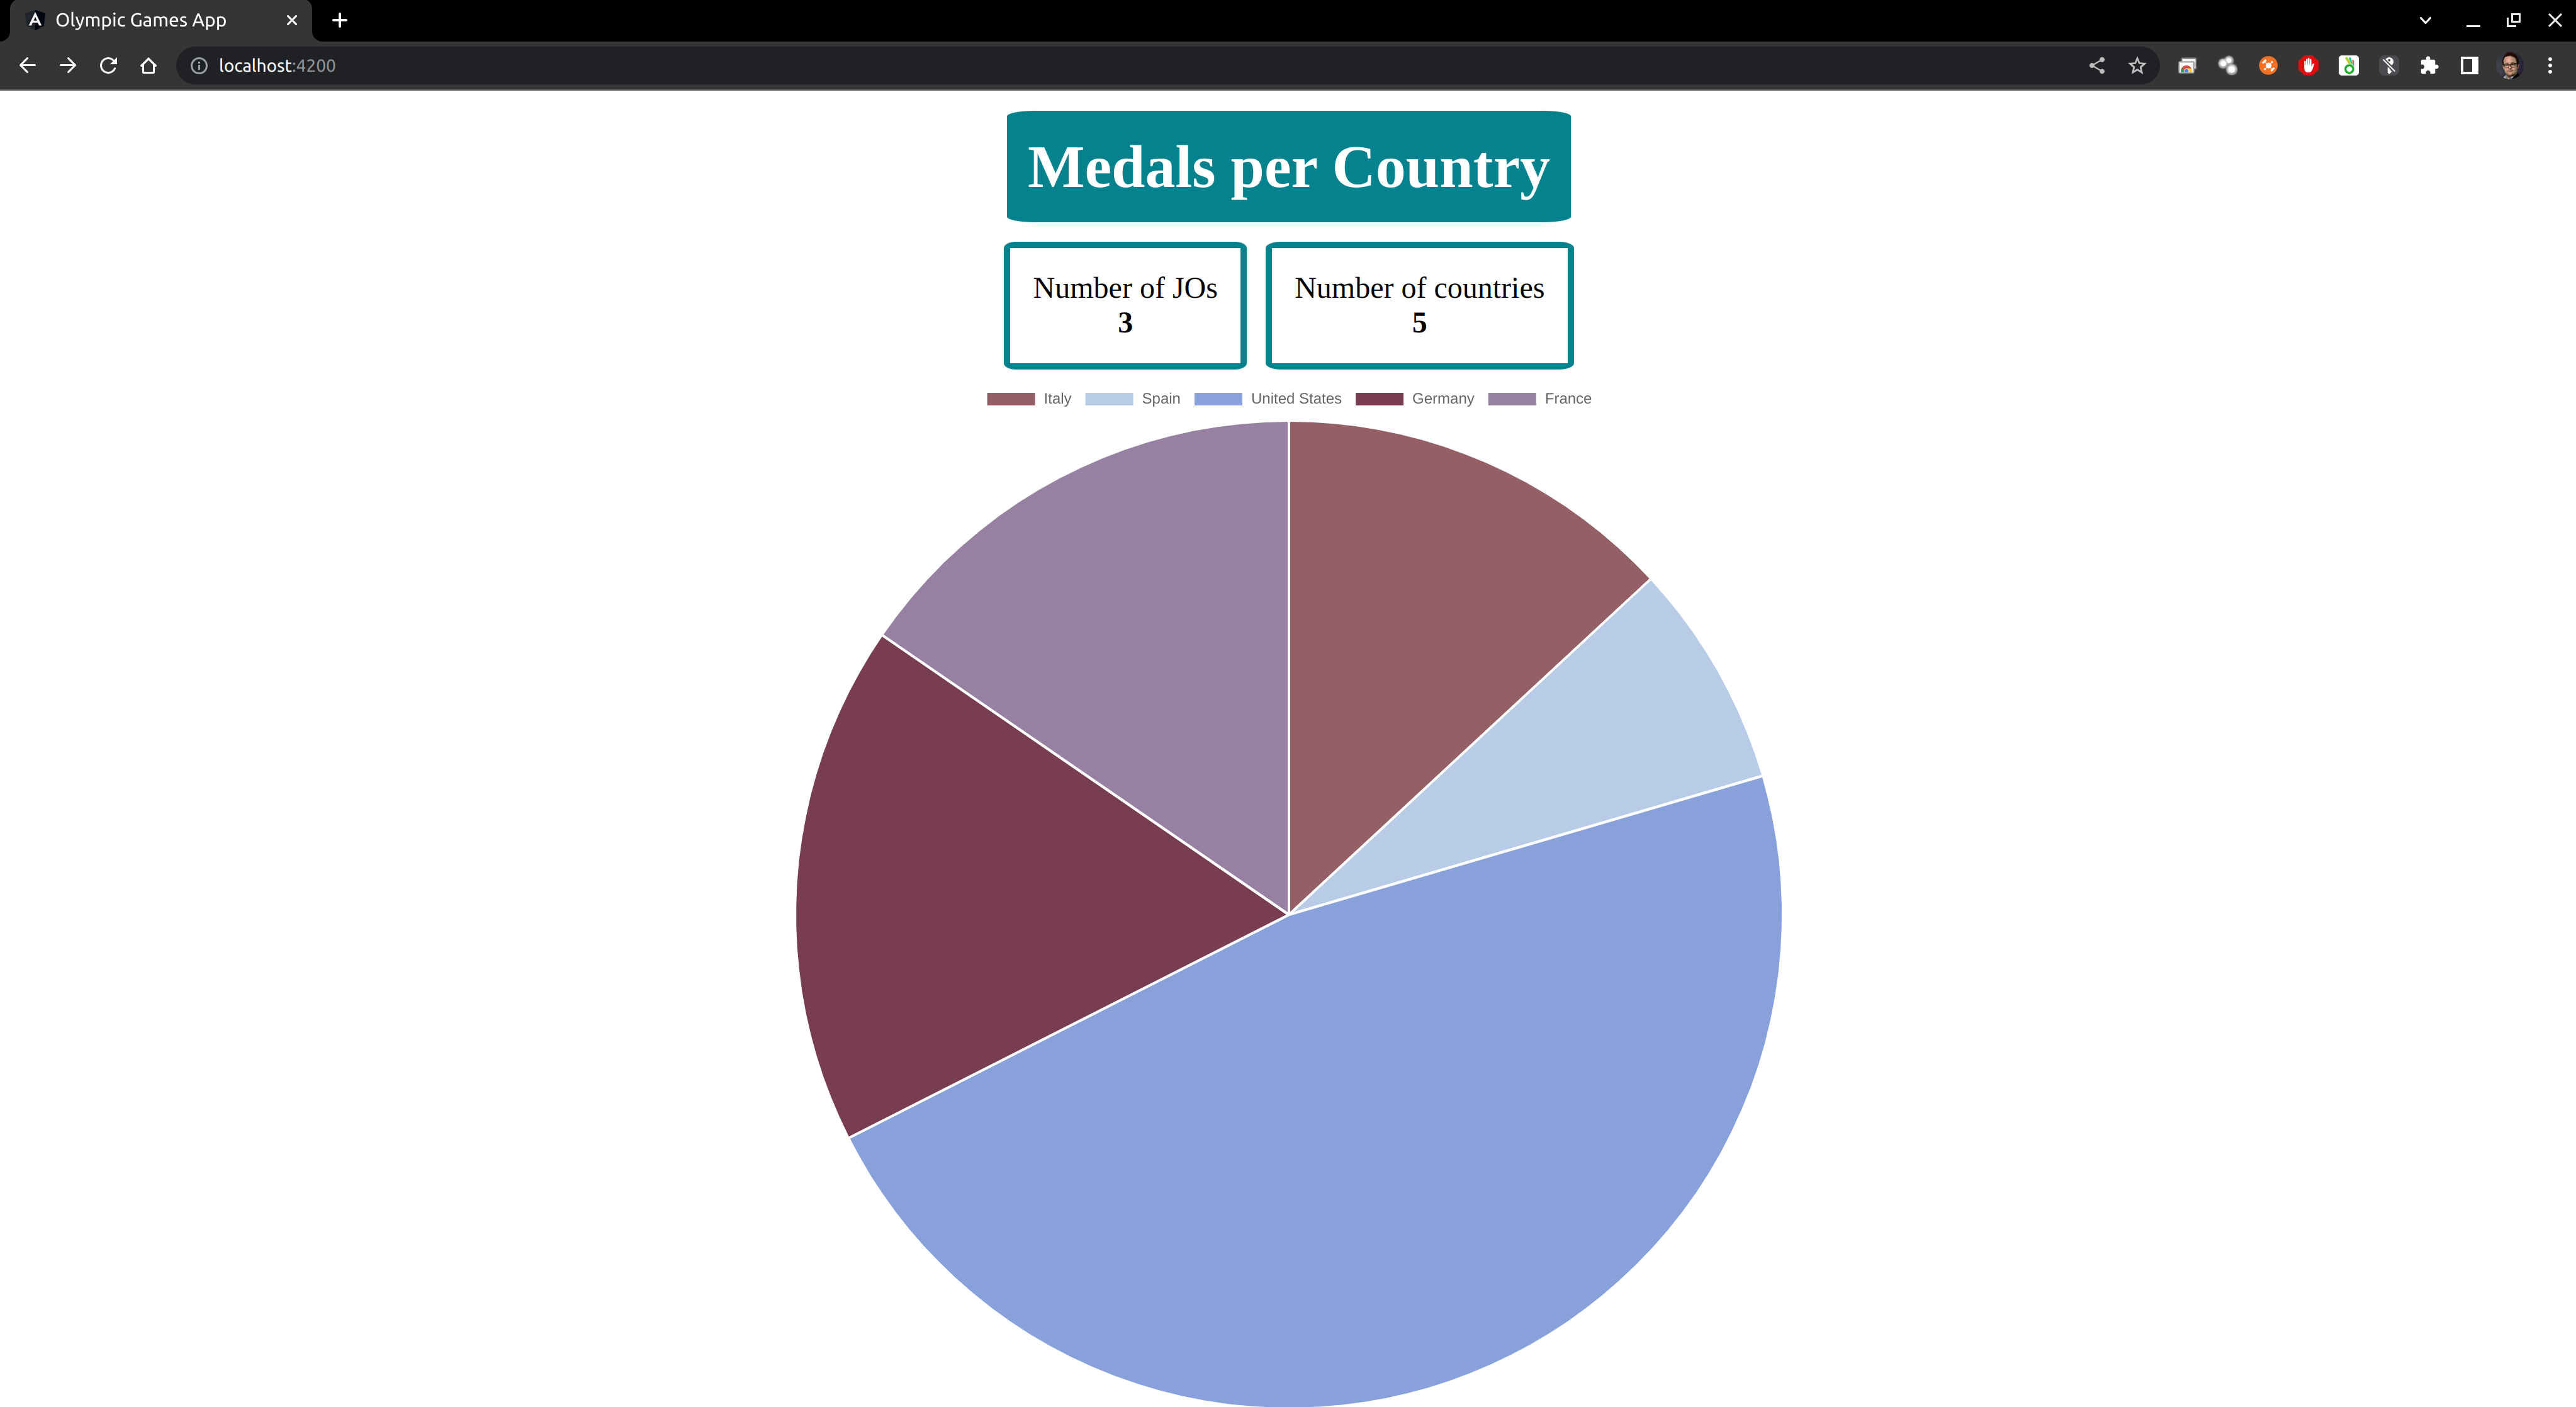 Olympic Games App
localhost:4200
Medals per Country
Number of JOs
3
Number of countries
5
Italy Spain United States Germany France